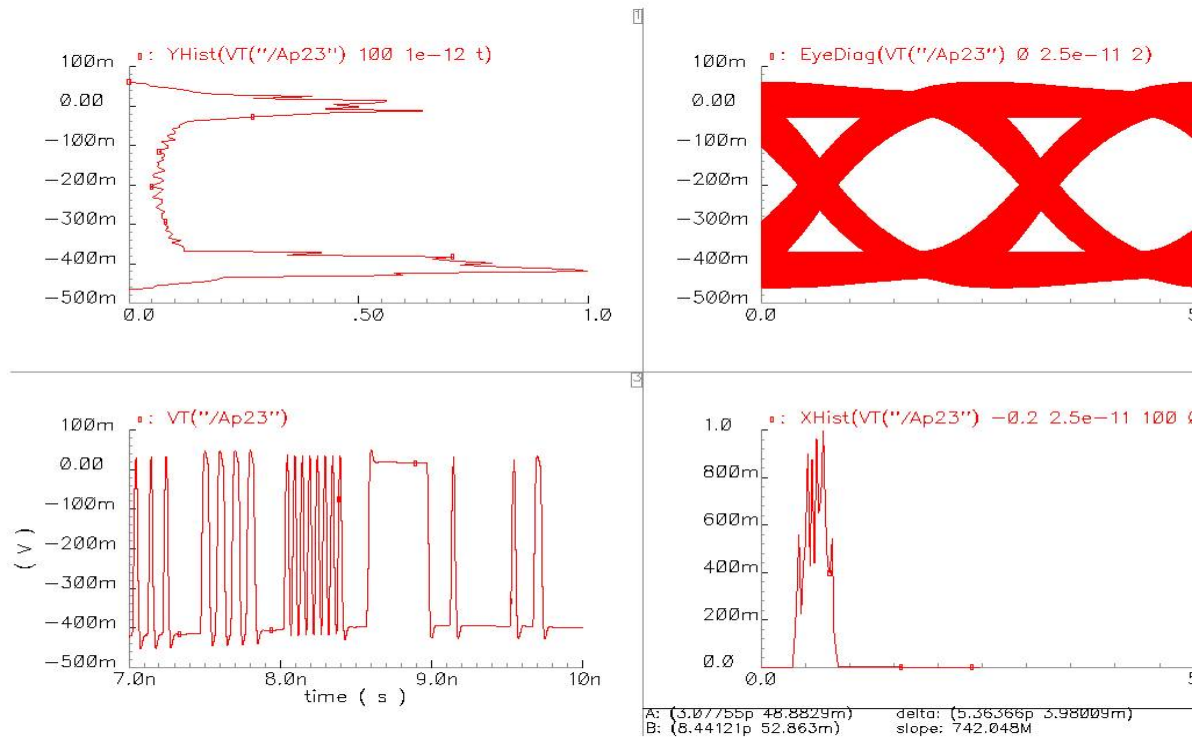 1
YHist(VT("/Ap23") 100 1e-12 t)
100m
0.00
-100m
-200m
-300m
-400m
-500m
0.0 .50 1.0
EyeDiag(VT("/Ap23") 0 2.5e-11 2)
100m
0.00
-100m
-200m
-300m
-400m
-500m
0.0 5
3
: VT("/Ap23")
100m
0.00
-100m
-200m
-300m
-400m
-500m
( V )
7.0n 8.0n 9.0n 10n
time ( s )
: XHist(VT("/Ap23") -0.2 2.5e-11 100 0
1.0
800m
600m
400m
200m
0.0
0.0 5
A: (3.07755p 48.8829m) delta: (5.36366p 3.98009m)
B: (8.44121p 52.863m) slope: 742.048M